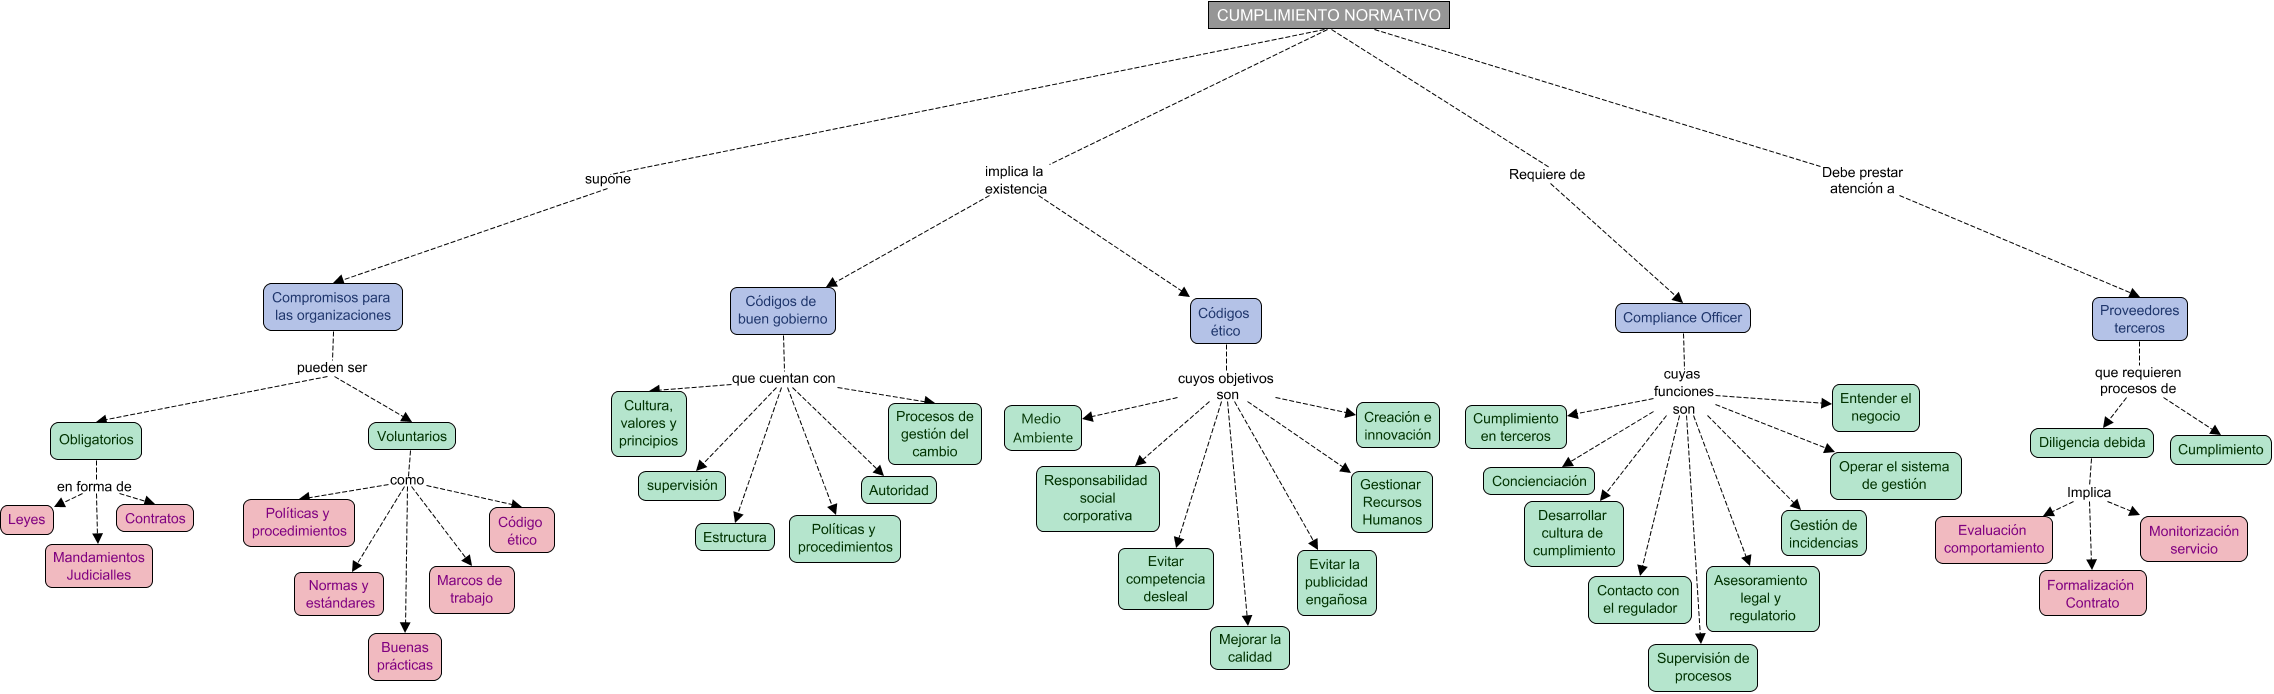 CUMPLIMIENTO NORMATIVO
supone
implica la
existencia
Requiere de
Debe prestar
atención a
Compromisos para
las organizaciones
Códigos de
buen gobierno
Códigos
ético
Compliance Officer
Proveedores
terceros
pueden ser
que cuentan con
cuyos objetivos
son
cuyas
funciones
son
que requieren
procesos de
Obligatorios
Voluntarios
en forma de
como
Leyes
Mandamientos
Judicialles
Contratos
Políticas y
procedimientos
Normas y
estándares
Buenas
prácticas
Marcos de
trabajo
Código
ético
Cultura,
valores y
principios
supervisión
Estructura
Políticas y
procedimientos
Autoridad
Procesos de
gestión del
cambio
Medio
Ambiente
Responsabilidad
social
corporativa
Evitar
competencia
desleal
Mejorar la
calidad
Evitar la
publicidad
engañosa
Gestionar
Recursos
Humanos
Creación e
innovación
Cumplimiento
en terceros
Concienciación
Desarrollar
cultura de
cumplimiento
Contacto con
el regulador
Supervisión de
procesos
Asesoramiento
legal y
regulatorio
Gestión de
incidencias
Operar el sistema
de gestión
Entender el
negocio
Diligencia debida
Cumplimiento
Implica
Evaluación
comportamiento
Formalización
Contrato
Monitorización
servicio